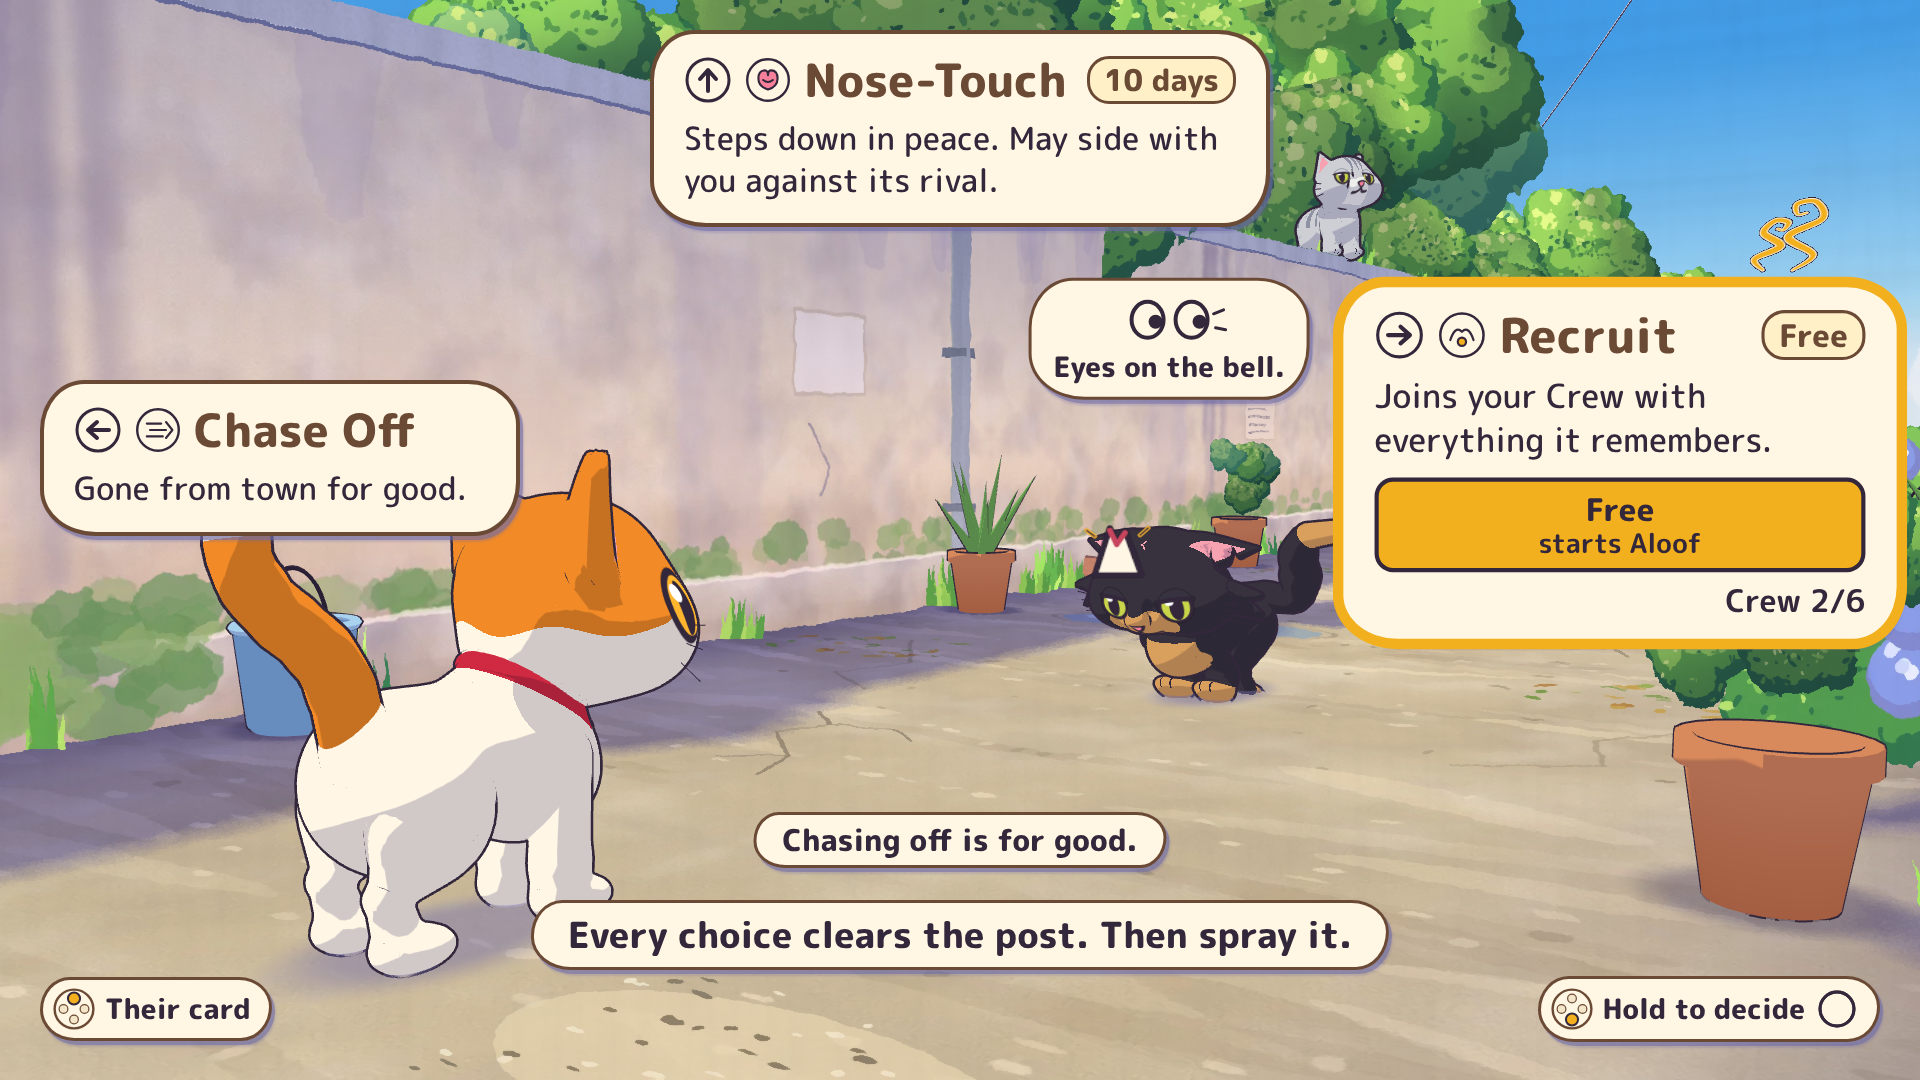 Nose-Touch
10 days
Steps down in peace. May side with
you against its rival.
Eyes on the bell.
Recruit
Free
Joins your Crew with
everything it remembers.
Free
starts Aloof
Crew 2/6
Chase Off
Gone from town for good.
Chasing off is for good.
Every choice clears the post. Then spray it.
Their card
Hold to decide